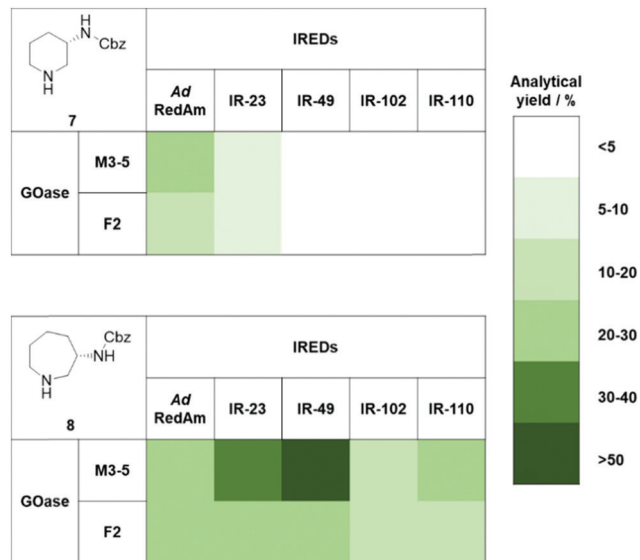 H
N
Cbz
N
H
7
IREDs
Ad
RedAm
IR-23
IR-49
IR-102
IR-110
GOase
M3-5
F2
Analytical
yield / %
<5
5-10
10-20
20-30
30-40
>50
Cbz
NH
N
H
8
IREDs
Ad
RedAm
IR-23
IR-49
IR-102
IR-110
GOase
M3-5
F2